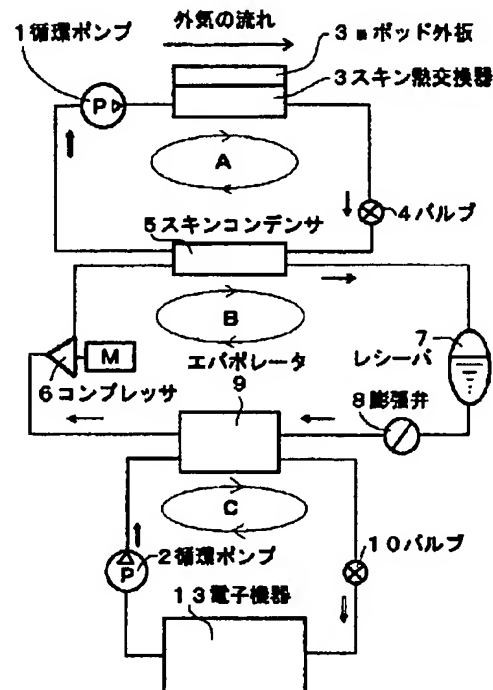 外気の流れ
1循環ポンプ
3mポッド外板
3スキン熱交換器
P
A
4バルブ
5スキンコンデンサ
B
M
エバポレータ
9
7
レシーバ
6コンプレッサ
8膨張弁
C
P
2循環ポンプ
10バルブ
13電子機器